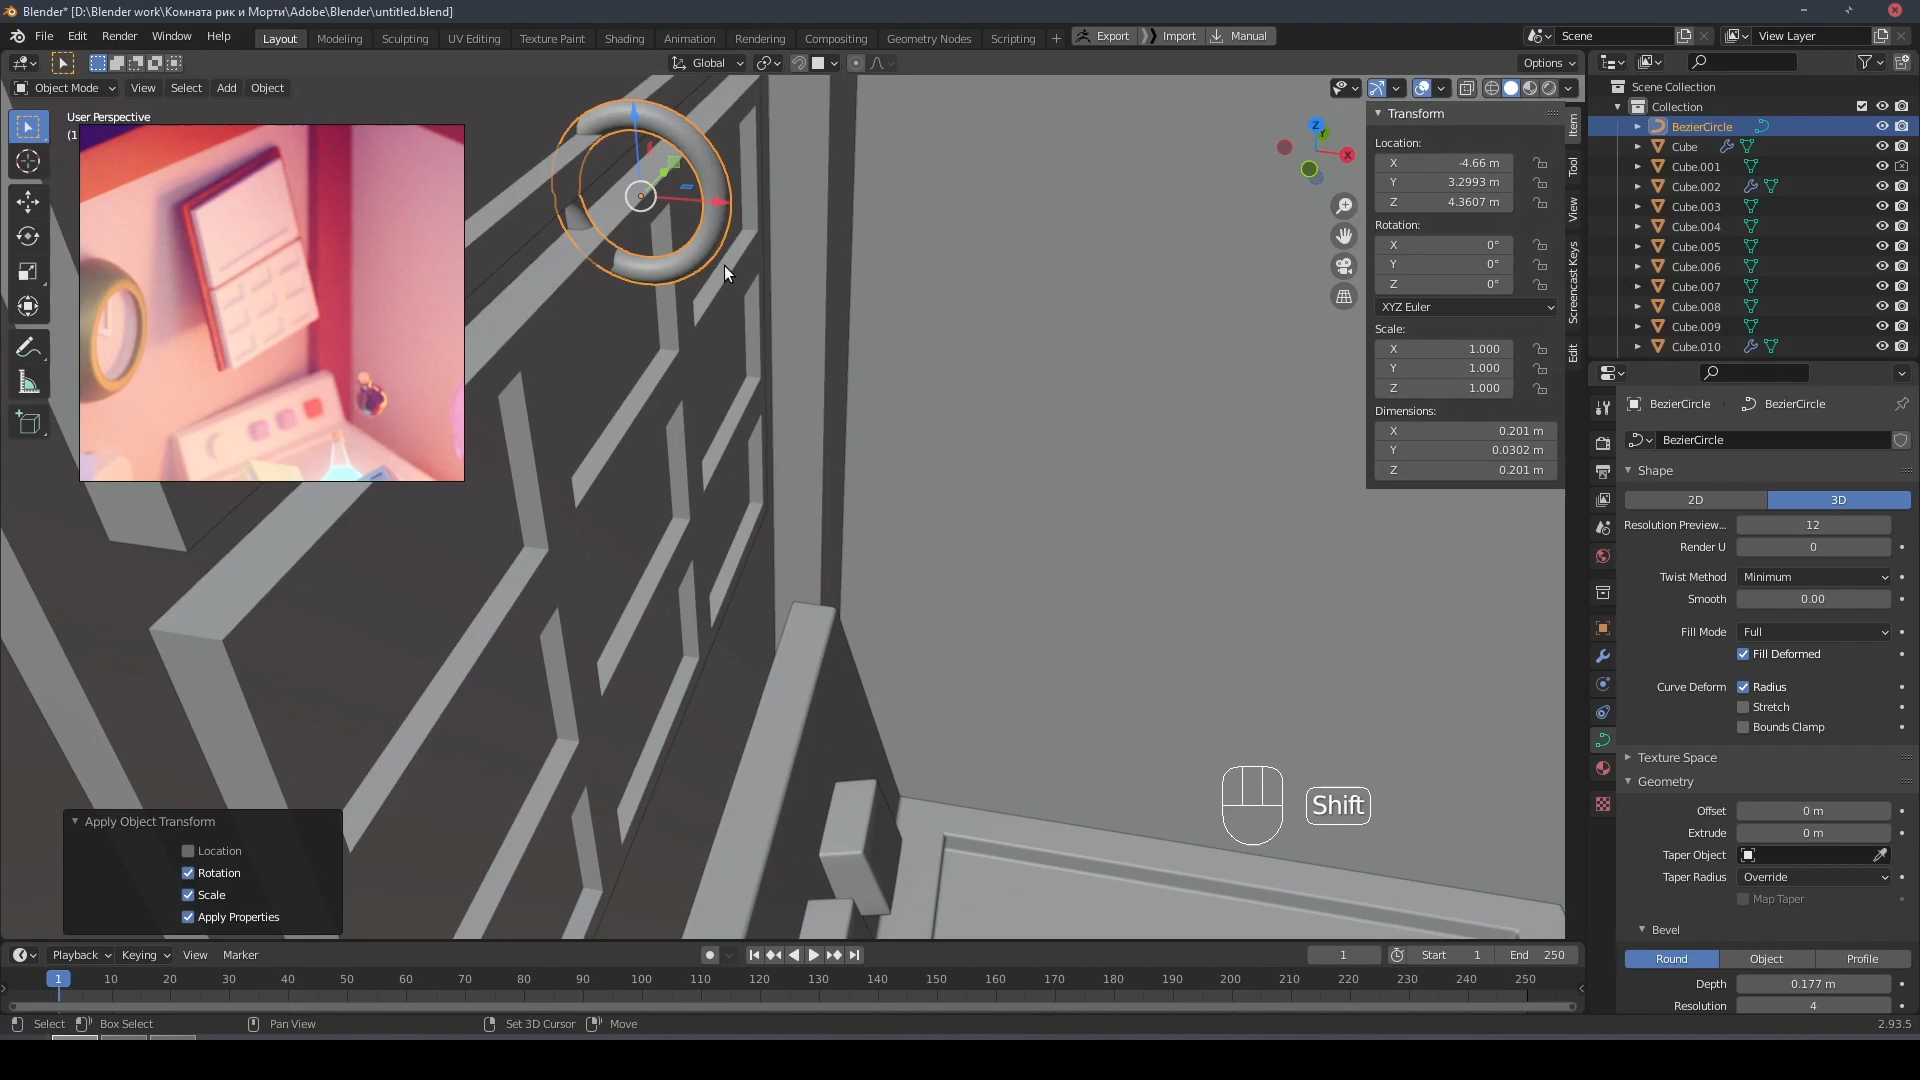 Blender* [D:\Blender work\Комната рик и Морти\Adobe\Blender\untitled.blend]
File Edit Render Window Help Layout Modeling Sculpting UV Editing Texture Paint Shading Animation Rendering Compositing Geometry Nodes Scripting + Export Import Manual Scene View Layer
Global Options
Object Mode View Select Add Object
User Perspective
(1
Transform
Location:
X -4.66 m
Y 3.2993 m
Z 4.3607 m
Rotation:
X 0°
Y 0°
Z 0°
XYZ Euler
Scale:
X 1.000
Y 1.000
Z 1.000
Dimensions:
X 0.201 m
Y 0.0302 m
Z 0.201 m
Item
Tool
View
Screencast Keys
Edit
Z
Y
X
Scene Collection
Collection
BezierCircle
Cube
Cube.001
Cube.002
Cube.003
Cube.004
Cube.005
Cube.006
Cube.007
Cube.008
Cube.009
Cube.010
BezierCircle BezierCircle
BezierCircle
Shape
2D 3D
Resolution Preview... 12
Render U 0
Twist Method Minimum
Smooth 0.00
Fill Mode Full
Fill Deformed
Curve Deform Radius
Stretch
Bounds Clamp
Texture Space
Geometry
Offset 0 m
Extrude 0 m
Taper Object
Taper Radius Override
Map Taper
Bevel
Round Object Profile
Depth 0.177 m
Resolution 4
Shift
Apply Object Transform
Location
Rotation
Scale
Apply Properties
Playback Keying View Marker 1 Start 1 End 250
1 10 20 30 40 50 60 70 80 90 100 110 120 130 140 150 160 170 180 190 200 210 220 230 240 250
Select Box Select Pan View Set 3D Cursor Move 2.93.5